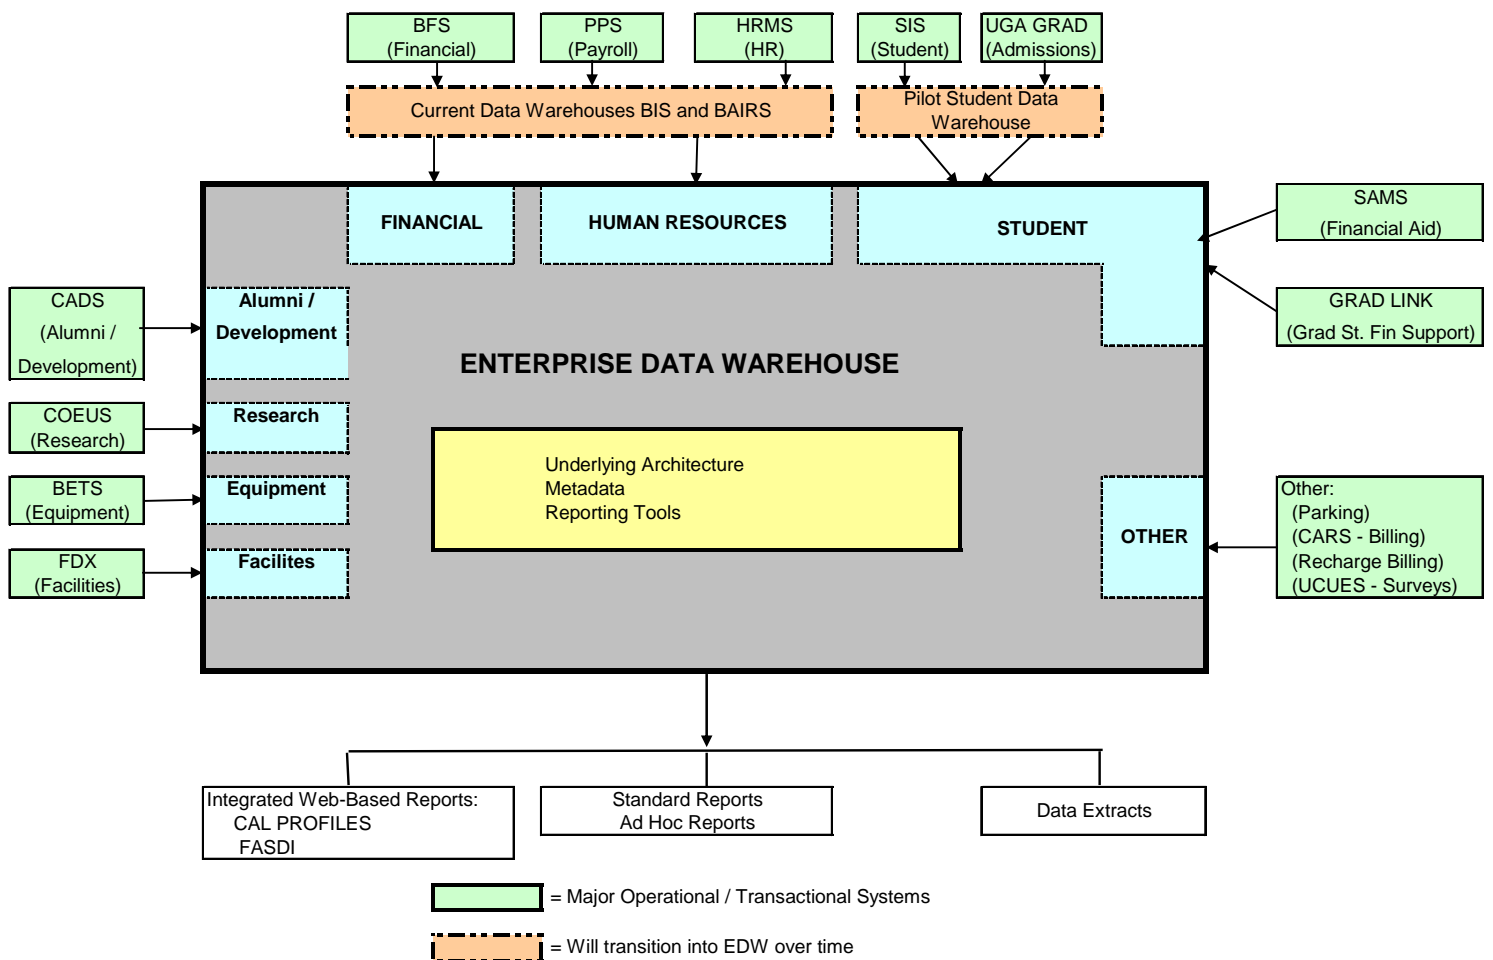 BFS
(Financial)
PPS
(Payroll)
HRMS
(HR)
SIS
(Student)
UGA GRAD
(Admissions)
Current Data Warehouses BIS and BAIRS
Pilot Student Data
Warehouse
FINANCIAL
HUMAN RESOURCES
STUDENT
SAMS
(Financial Aid)
GRAD LINK
(Grad St. Fin Support)
CADS
(Alumni /
Development)
Alumni /
Development
ENTERPRISE DATA WAREHOUSE
COEUS
(Research)
Research
BETS
(Equipment)
Equipment
FDX
(Facilities)
Facilites
Underlying Architecture
Metadata
Reporting Tools
OTHER
Other:
(Parking)
(CARS - Billing)
(Recharge Billing)
(UCUES - Surveys)
Integrated Web-Based Reports:
CAL PROFILES
FASDI
Standard Reports
Ad Hoc Reports
Data Extracts
= Major Operational / Transactional Systems
= Will transition into EDW over time